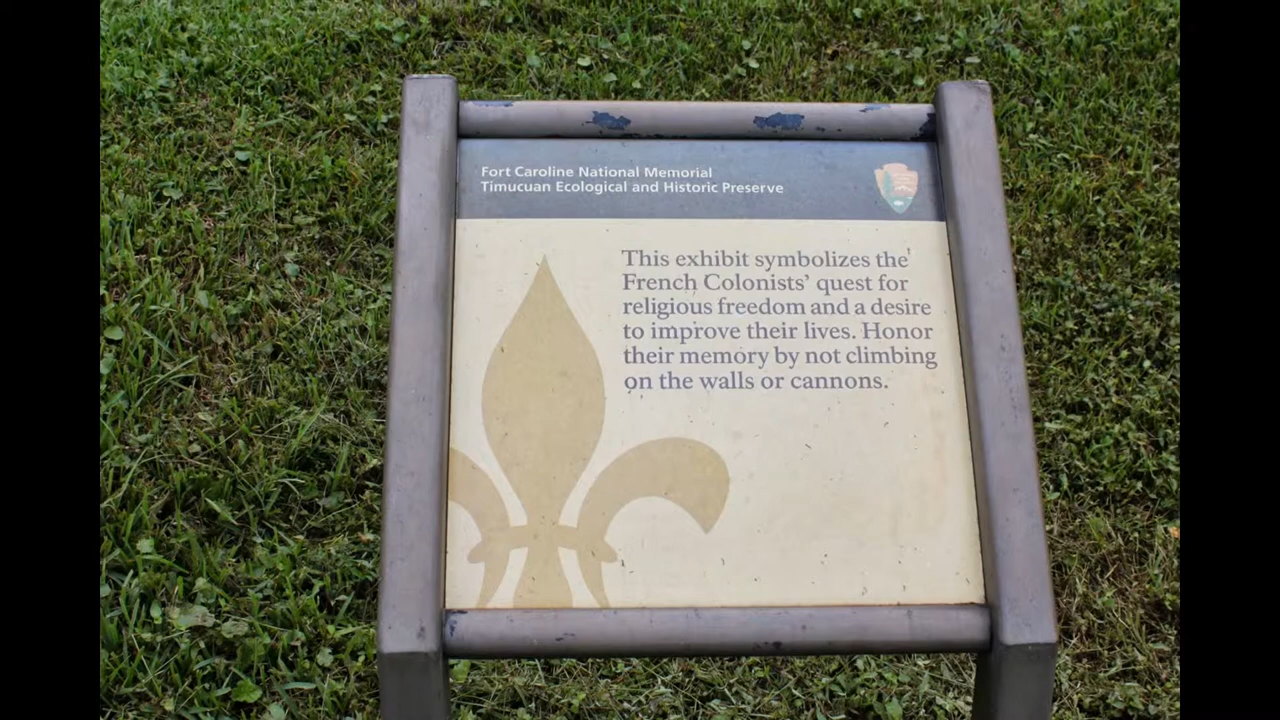 Fort Caroline National Memorial
Timucuan Ecological and Historic Preserve
This exhibit symbolizes the
French Colonists' quest for
religious freedom and a desire
to improve their lives. Honor
their memory by not climbing
on the walls or cannons.